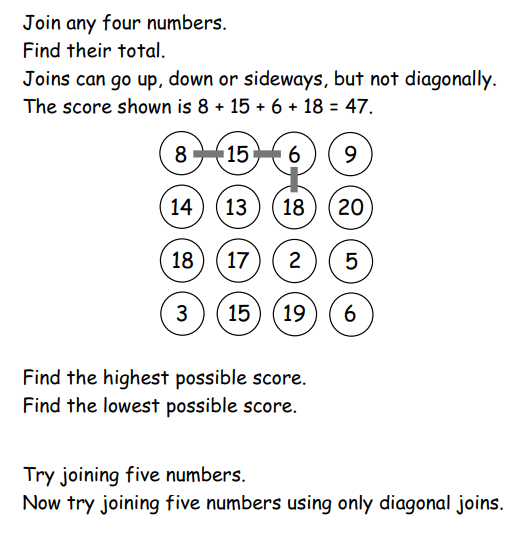 Join any four numbers.
Find their total.
Joins can go up, down or sideways, but not diagonally.
The score shown is 8 + 15 + 6 + 18 = 47.
8 15 6 9
14 13 18 20
18 17 2 5
3 15 19 6
Find the highest possible score.
Find the lowest possible score.
Try joining five numbers.
Now try joining five numbers using only diagonal joins.